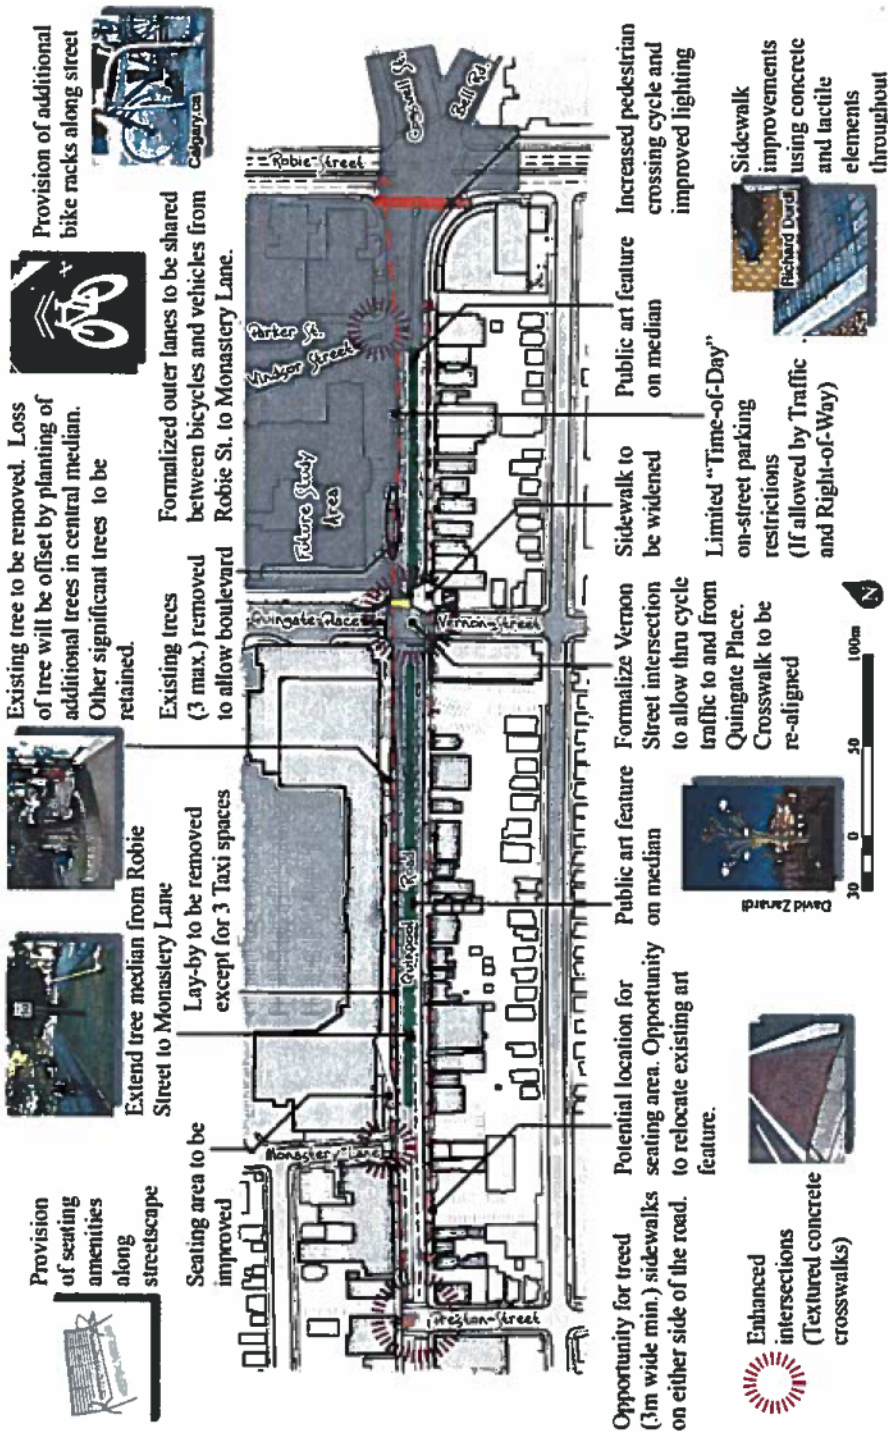 Provision
of seating
amenities
along
streetscape
Seating area to be
improved
Extend tree median from Robie
Street to Monastery Lane
Lay-by to be removed
except for 3 Taxi spaces
Existing tree to be removed. Loss
of tree will be offset by planting of
additional trees in central median.
Other significant trees to be
retained.
Existing trees
(3 max.) removed
to allow boulevard
Formalized outer lanes to be shared
between bicycles and vehicles from
Robie St. to Monastery Lane.
Provision of additional
bike racks along street
Calgary.ca
Monastery Lane
Preston Street
Quinpool Road
Quingate Place
Vernon Street
Future Study
Area
Windsor Street
Parker St.
Robie Street
Cogswell St.
Bell Rd.
Opportunity for treed
(3m wide min.) sidewalks
on either side of the road.
Potential location for
seating area. Opportunity
to relocate existing art
feature.
Public art feature
on median
Formalize Vernon
Street intersection
to allow thru cycle
traffic to and from
Quingate Place.
Crosswalk to be
re-aligned
Sidewalk to
be widened
Limited “Time-of-Day”
on-street parking
restrictions
(If allowed by Traffic
and Right-of-Way)
Public art feature
on median
Increased pedestrian
crossing cycle and
improved lighting
Sidewalk
improvements
using concrete
and tactile
elements
throughout
Richard Durdl
Enhanced
intersections
(Textured concrete
crosswalks)
David Zanardi
30 0 50 100m
N